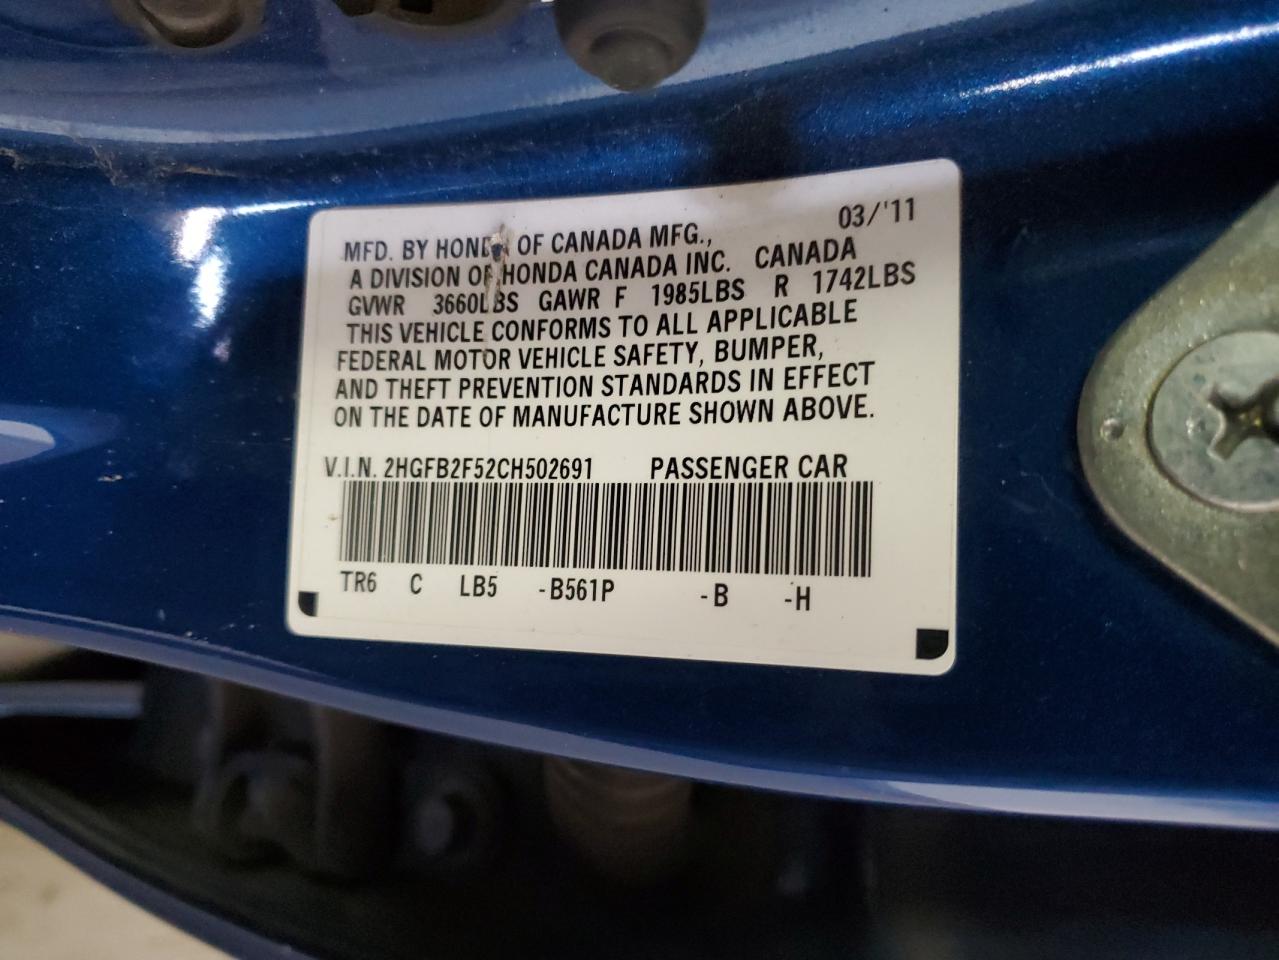 03/'11
MFD. BY HONDA OF CANADA MFG.,
A DIVISION OF HONDA CANADA INC. CANADA
GVWR 3660LBS GAWR F 1985LBS R 1742LBS
THIS VEHICLE CONFORMS TO ALL APPLICABLE
FEDERAL MOTOR VEHICLE SAFETY, BUMPER,
AND THEFT PREVENTION STANDARDS IN EFFECT
ON THE DATE OF MANUFACTURE SHOWN ABOVE.
V.I.N. 2HGFB2F52CH502691 PASSENGER CAR
TR6 C LB5 -B561P -B -H